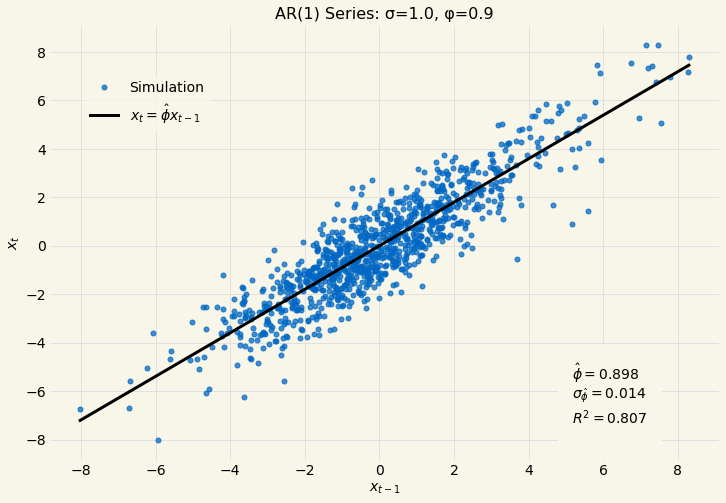 AR(1) Series: σ=1.0, φ=0.9
Simulation
x_t = φ̂x_{t−1}
8
6
4
2
0
−2
−4
−6
−8
x_t
φ̂ = 0.898
σ_φ̂ = 0.014
R² = 0.807
−8 −6 −4 −2 0 2 4 6 8
x_{t−1}